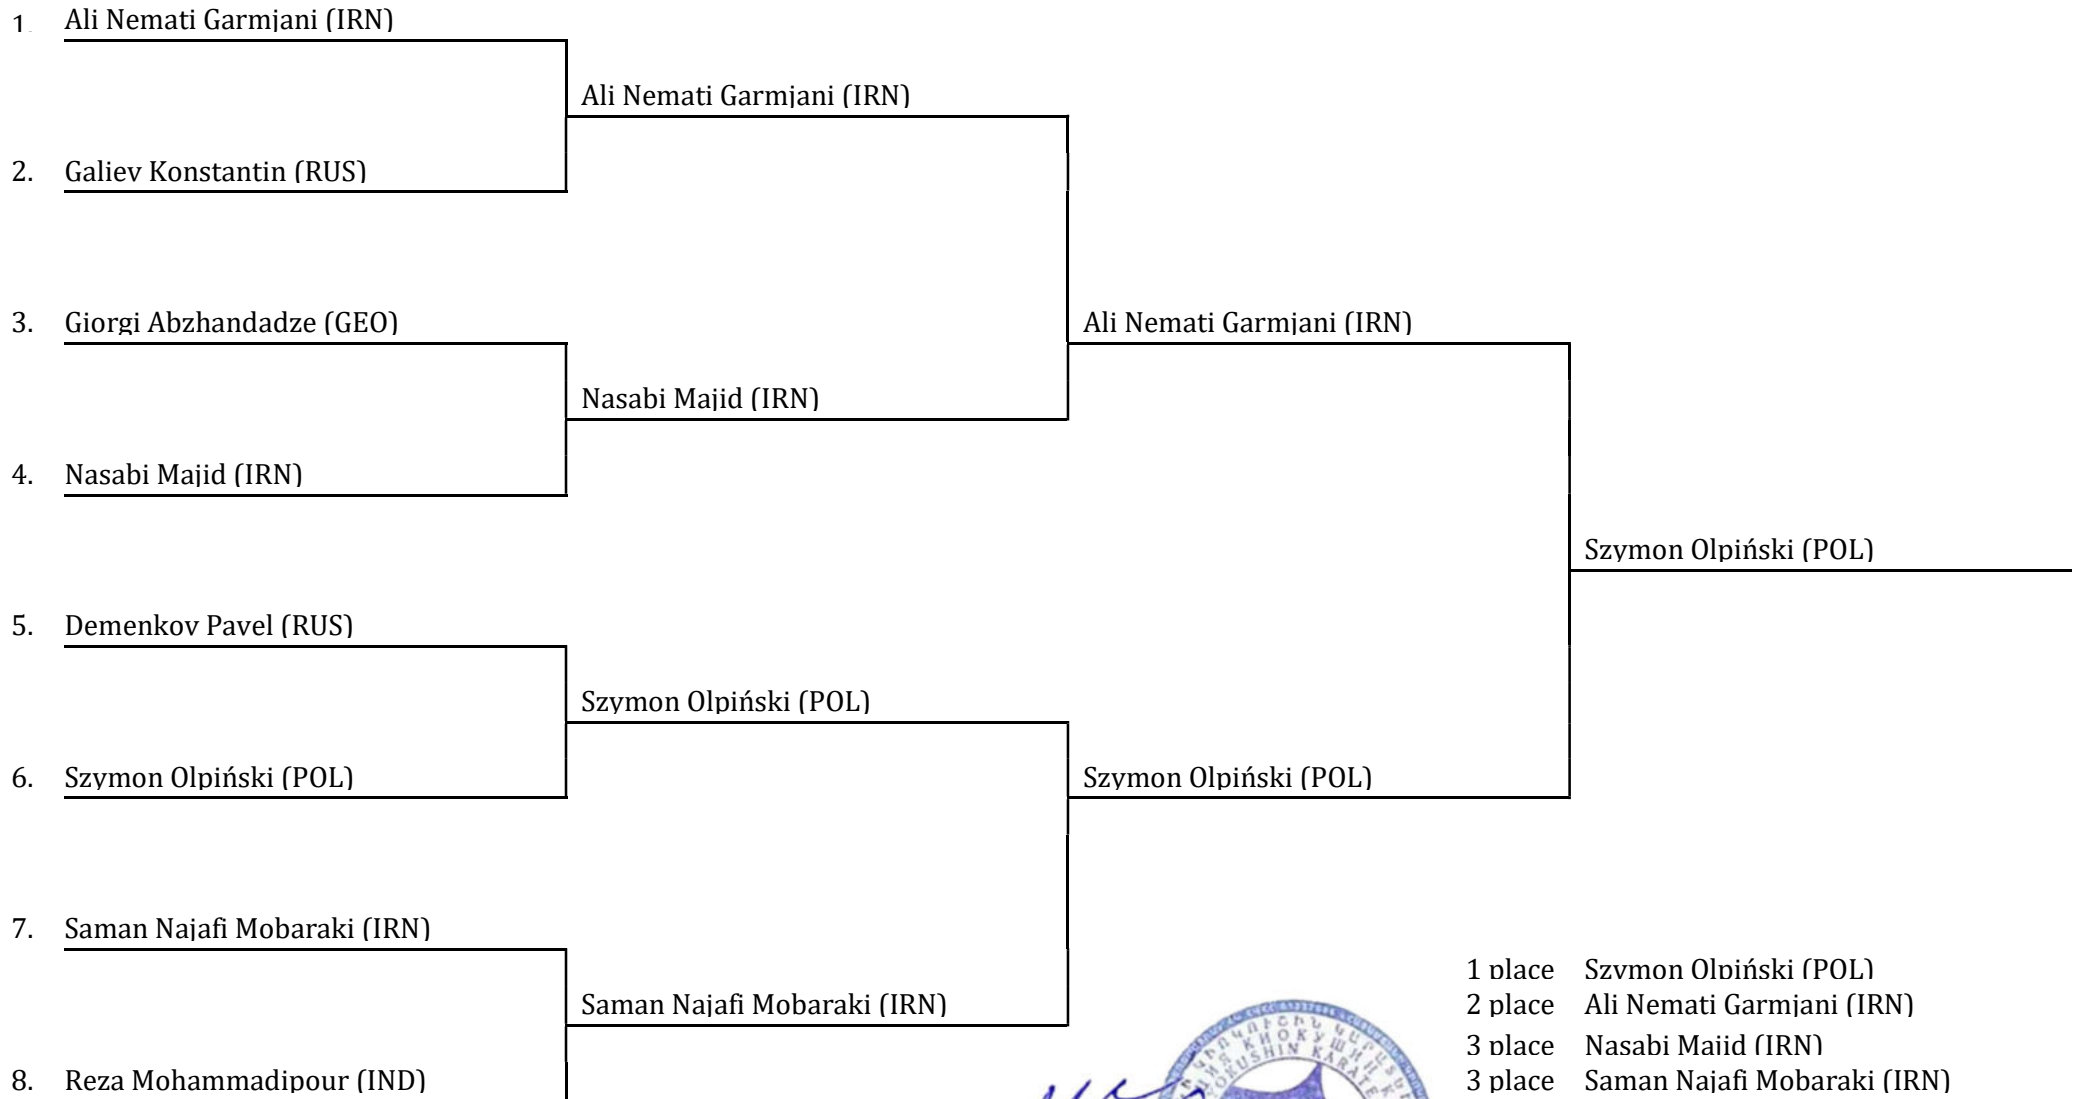 1. Ali Nemati Garmjani (IRN)
Ali Nemati Garmjani (IRN)
2. Galiev Konstantin (RUS)
3. Giorgi Abzhandadze (GEO)
Ali Nemati Garmjani (IRN)
Nasabi Majid (IRN)
4. Nasabi Majid (IRN)
Szymon Olpiński (POL)
5. Demenkov Pavel (RUS)
Szymon Olpiński (POL)
6. Szymon Olpiński (POL)
Szymon Olpiński (POL)
7. Saman Najafi Mobaraki (IRN)
Saman Najafi Mobaraki (IRN)
8. Reza Mohammadipour (IND)
1 place Szymon Olpiński (POL)
2 place Ali Nemati Garmjani (IRN)
3 place Nasabi Majid (IRN)
3 place Saman Najafi Mobaraki (IRN)
KARATE